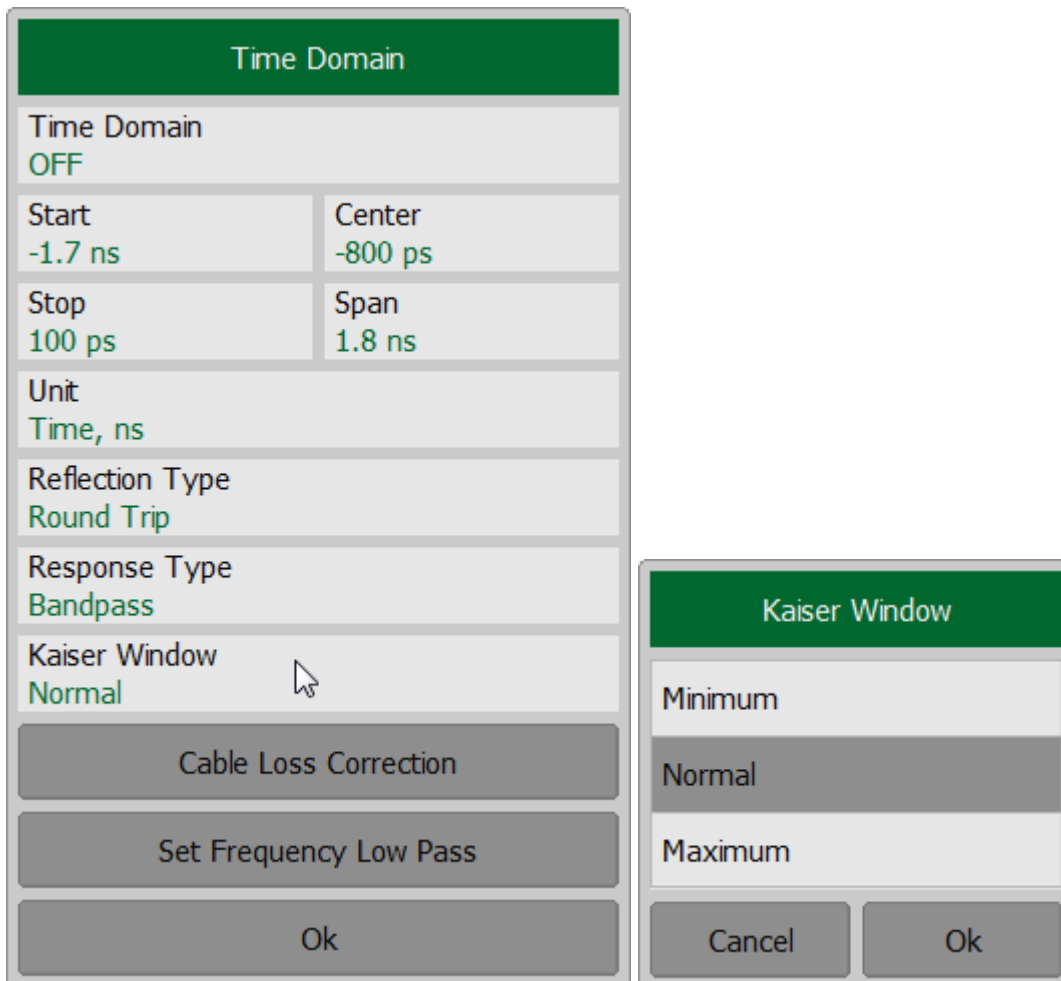 Time Domain
Time Domain
OFF
Start
-1.7 ns
Center
-800 ps
Stop
100 ps
Span
1.8 ns
Unit
Time, ns
Reflection Type
Round Trip
Response Type
Bandpass
Kaiser Window
Normal
Cable Loss Correction
Set Frequency Low Pass
Ok
Kaiser Window
Minimum
Normal
Maximum
Cancel
Ok